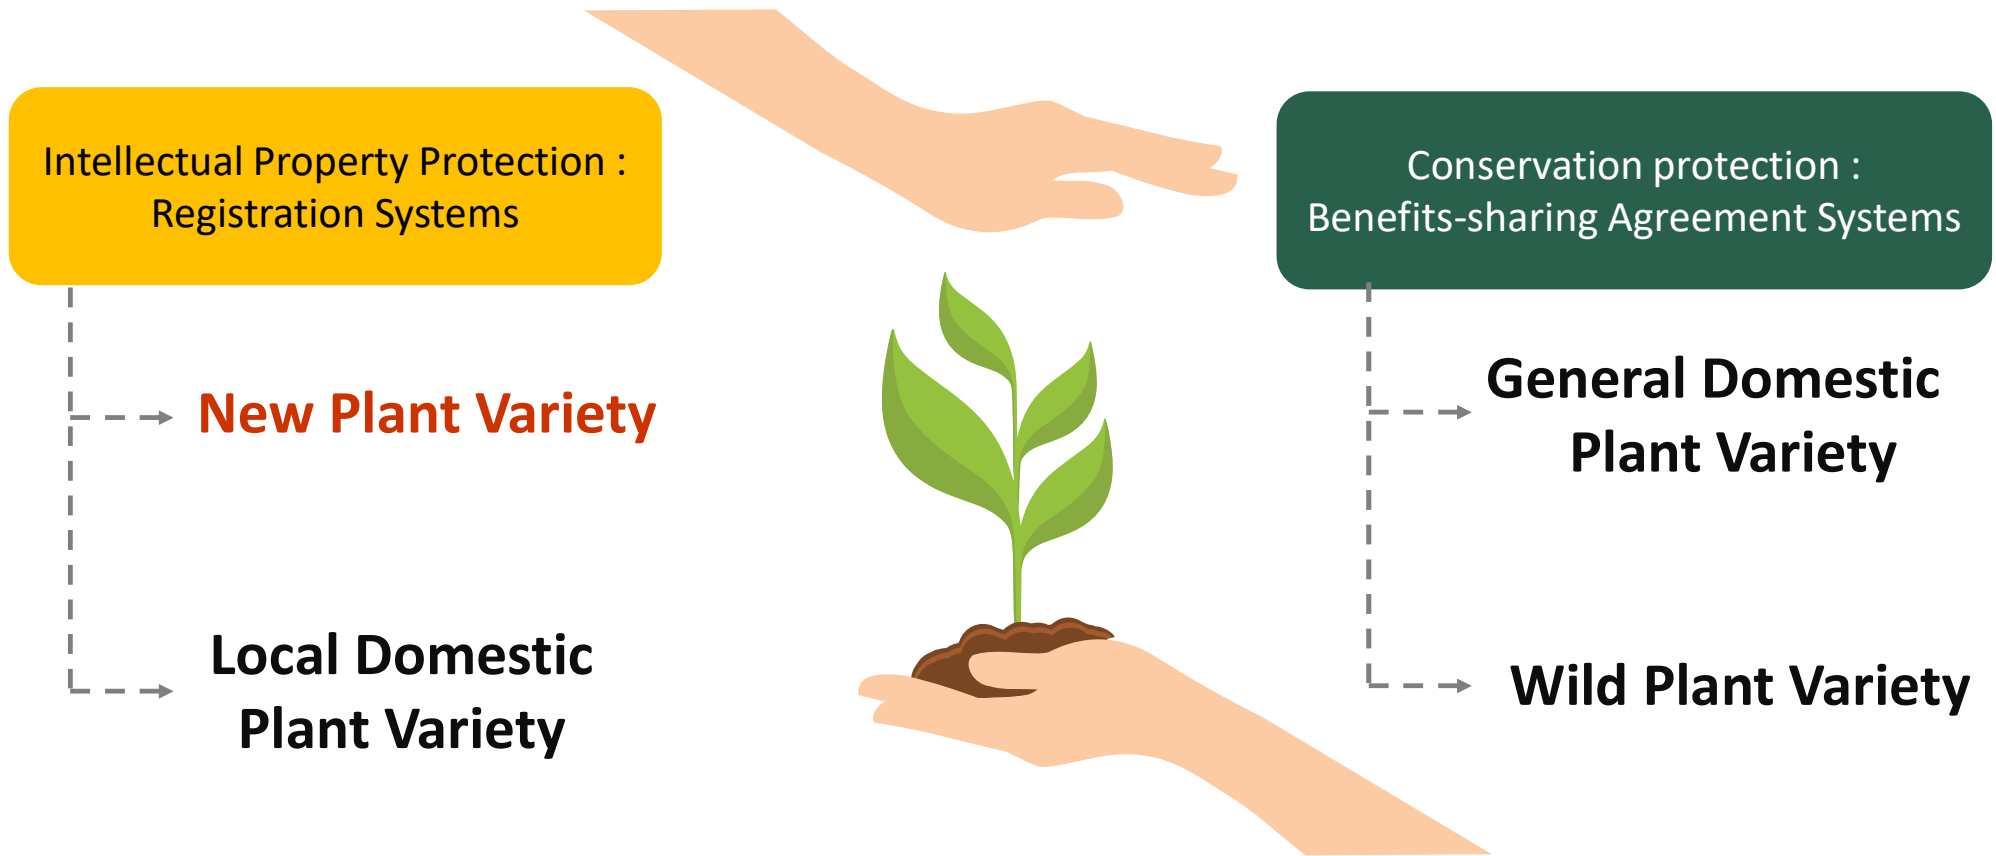 Intellectual Property Protection :
Registration Systems
New Plant Variety
Local Domestic
Plant Variety
Conservation protection :
Benefits-sharing Agreement Systems
General Domestic
Plant Variety
Wild Plant Variety